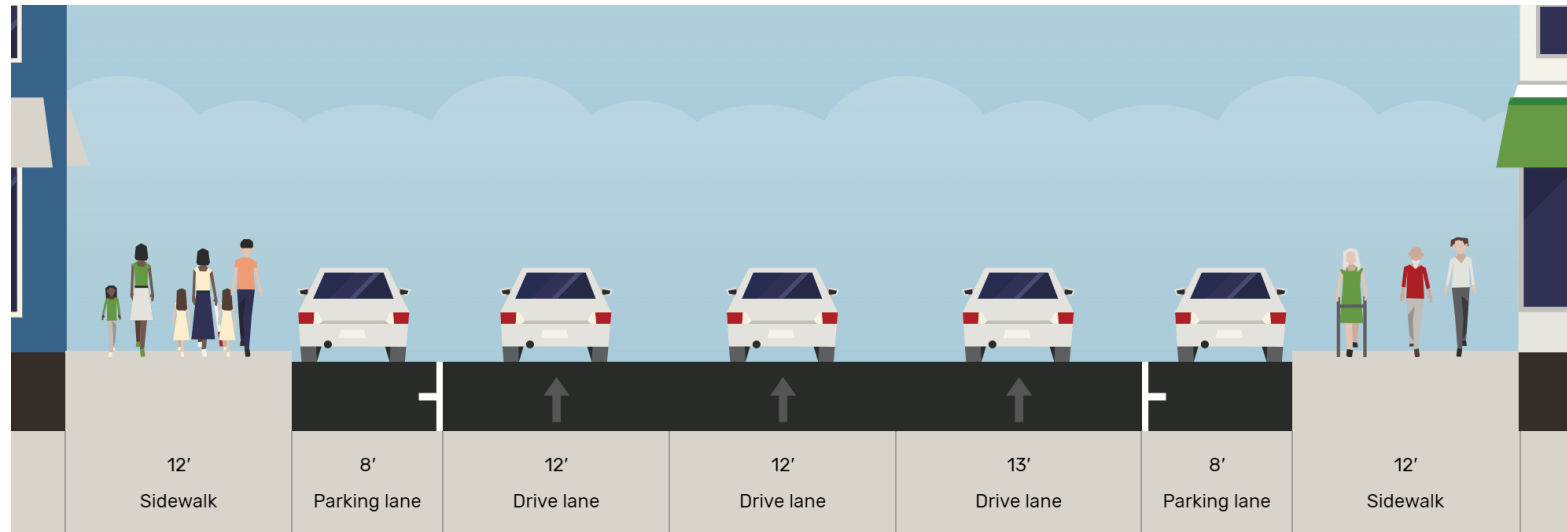 12′ 8′ 12′ 12′ 13′ 8′ 12′
Sidewalk Parking lane Drive lane Drive lane Drive lane Parking lane Sidewalk